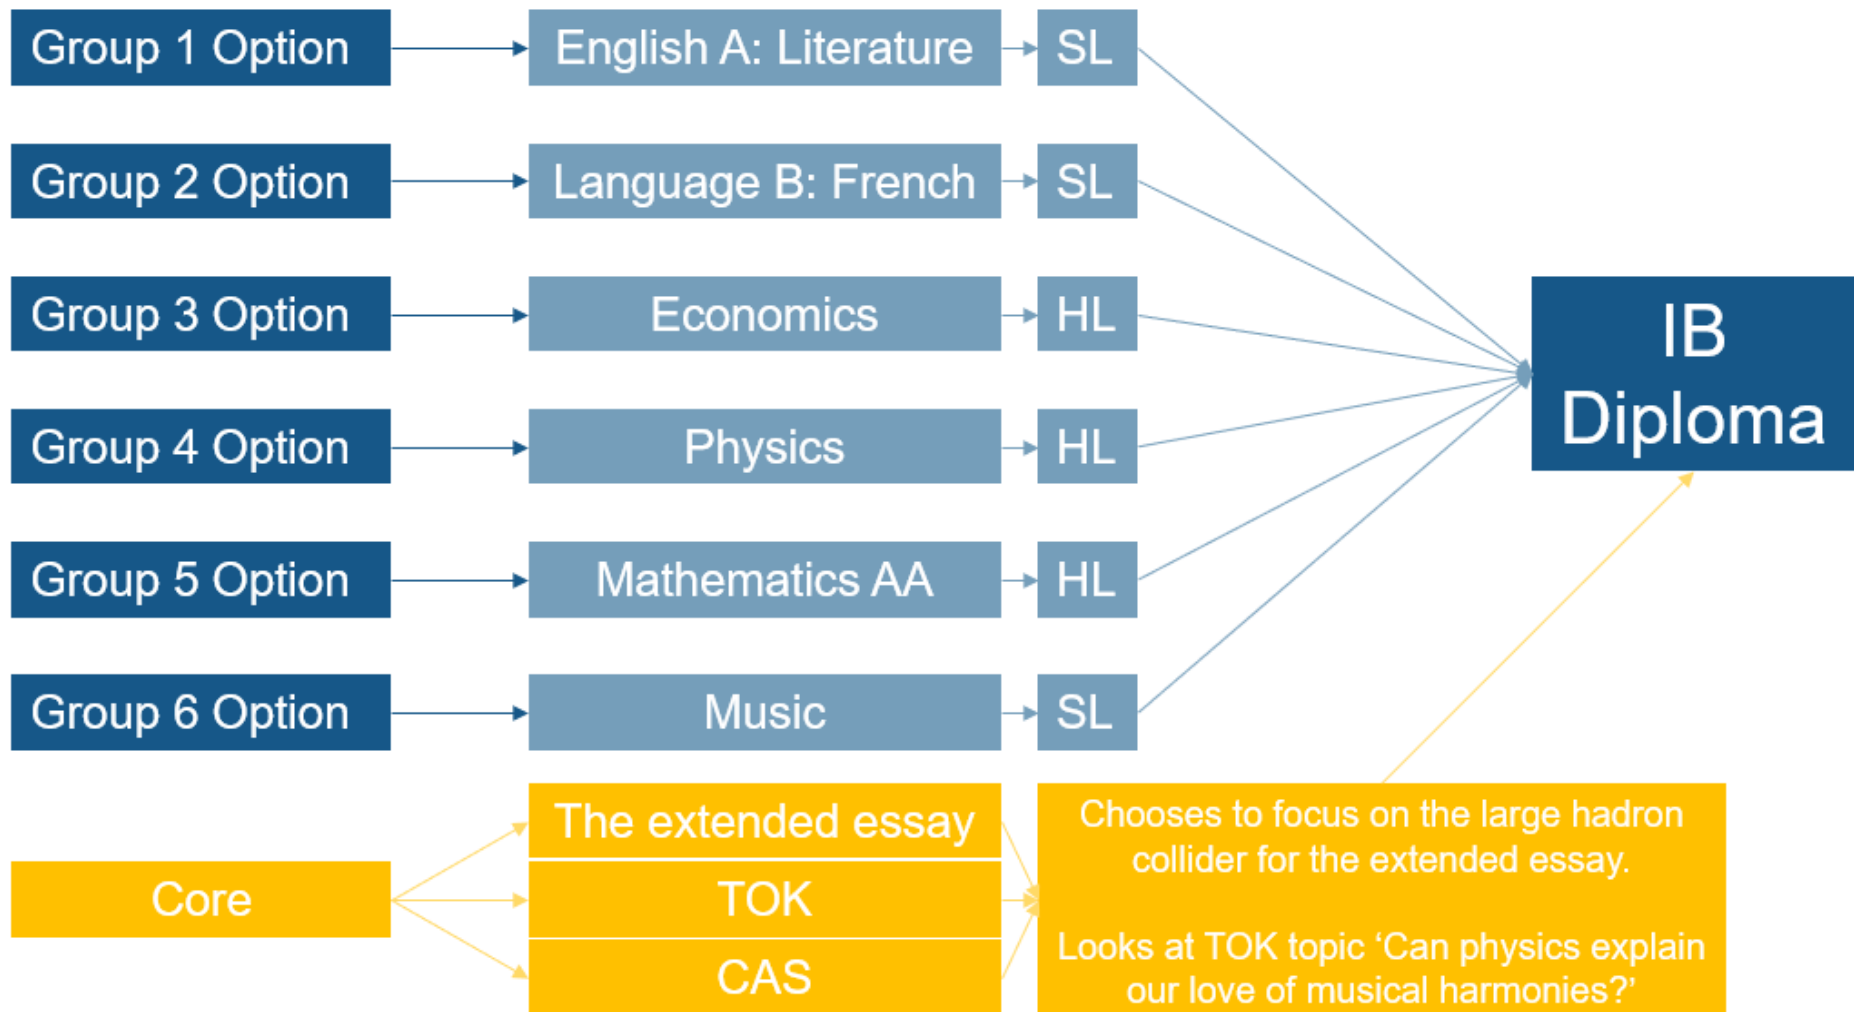 Group 1 Option
English A: Literature
SL
Group 2 Option
Language B: French
SL
Group 3 Option
Economics
HL
Group 4 Option
Physics
HL
Group 5 Option
Mathematics AA
HL
Group 6 Option
Music
SL
IB
Diploma
Core
The extended essay
TOK
CAS
Chooses to focus on the large hadron
collider for the extended essay.
Looks at TOK topic ‘Can physics explain
our love of musical harmonies?’